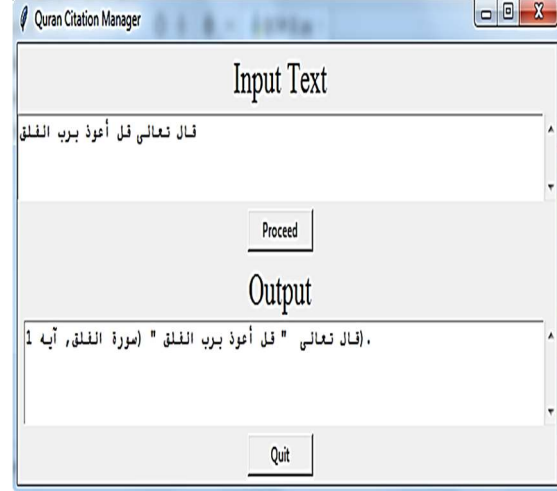 Quran Citation Manager
Input Text
قال تعالى قل أعوذ برب الفلق
Proceed
Output
قال تعالى " قل أعوذ برب الفلق " (سورة الفلق, آيه 1).
Quit